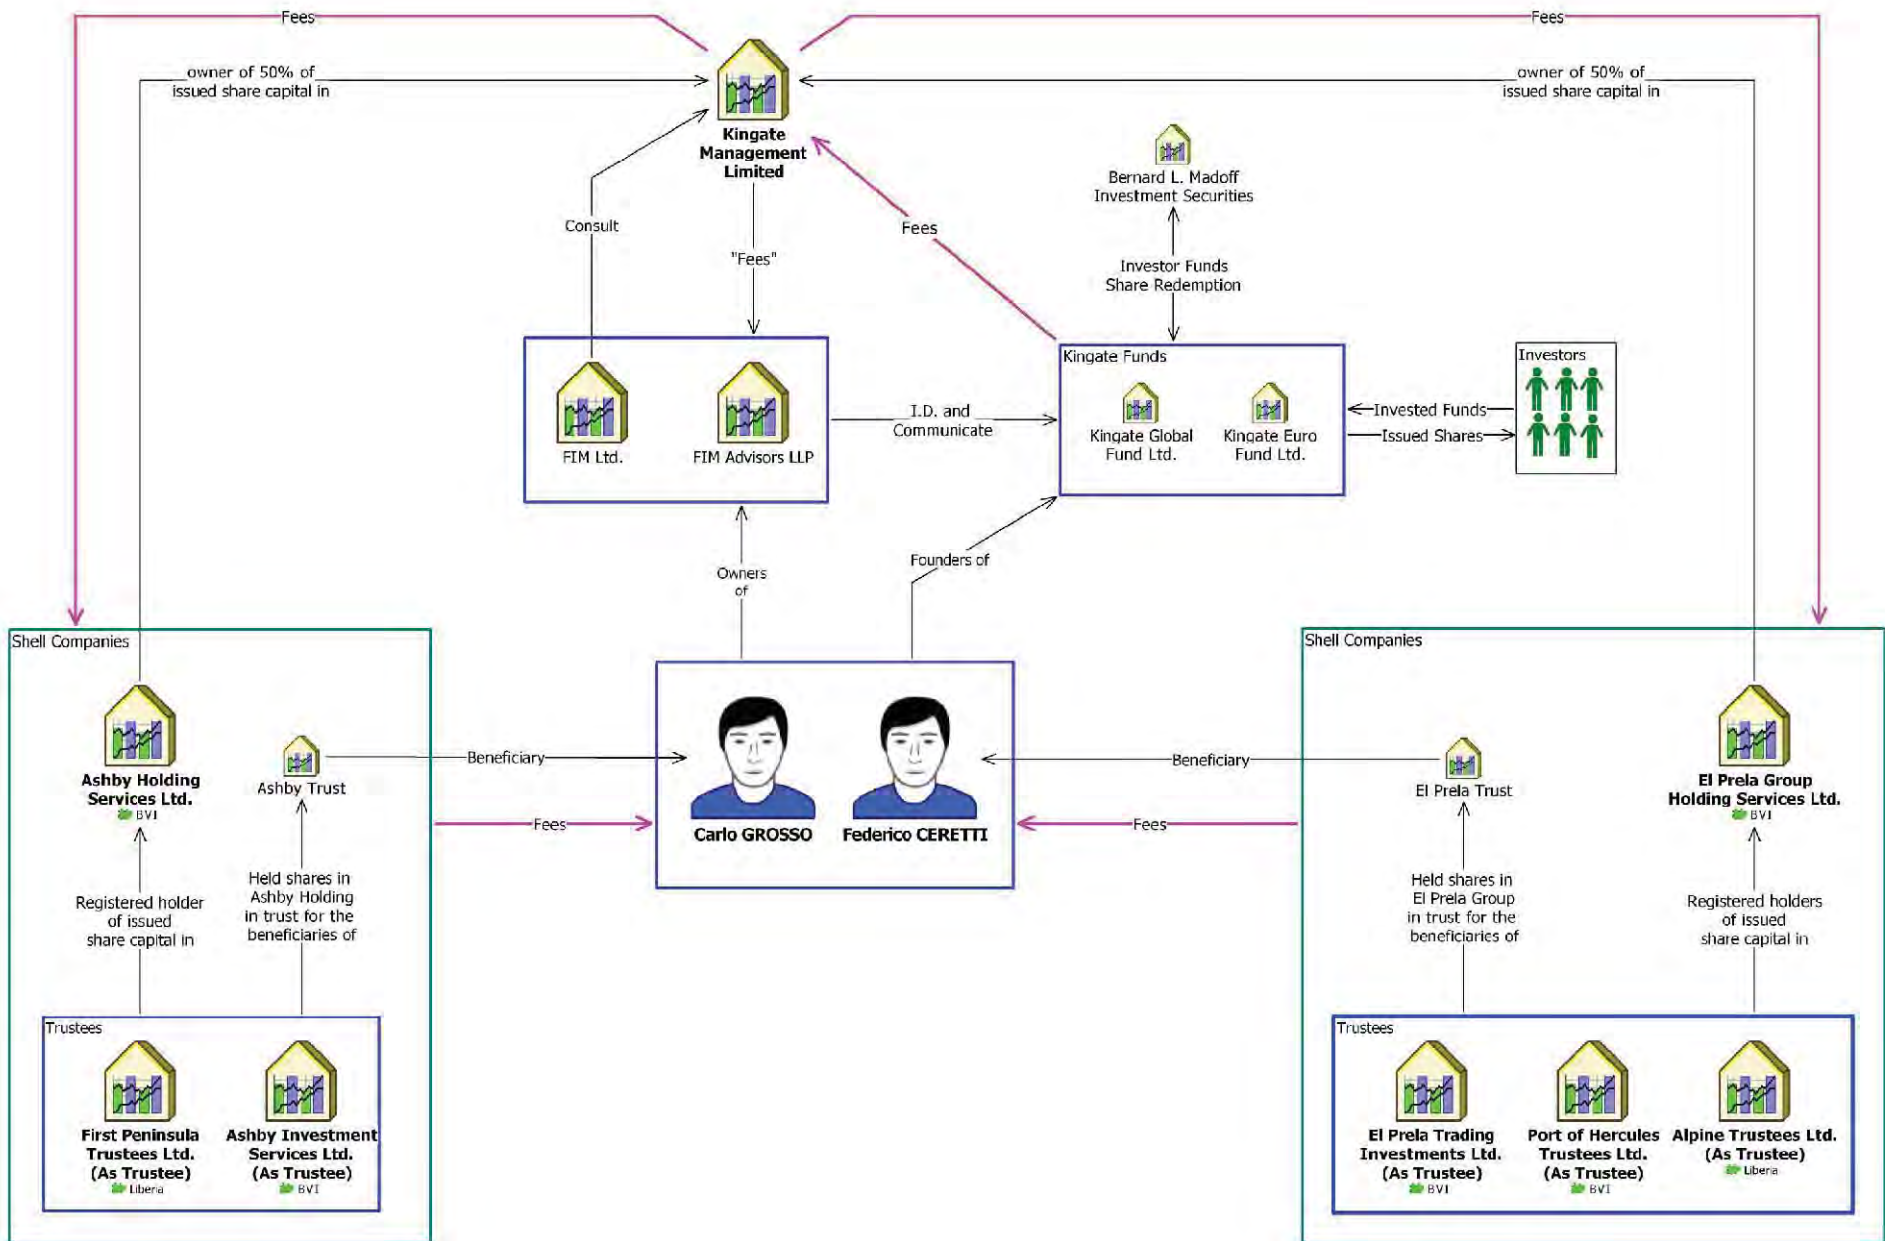 Fees
Fees
owner of 50% of
issued share capital in
owner of 50% of
issued share capital in
Kingate
Management
Limited
Bernard L. Madoff
Investment Securities
Consult
Fees
"Fees"
Investor Funds
Share Redemption
Kingate Funds
Investors
I.D. and
Communicate
Invested Funds
Issued Shares
FIM Ltd.
FIM Advisors LLP
Kingate Global
Fund Ltd.
Kingate Euro
Fund Ltd.
Owners
of
Founders of
Shell Companies
Shell Companies
Ashby Holding
Services Ltd.
BVI
Ashby Trust
Beneficiary
Beneficiary
El Prela Trust
El Prela Group
Holding Services Ltd.
BVI
Fees
Carlo GROSSO
Federico CERETTI
Fees
Registered holder
of issued
share capital in
Held shares in
Ashby Holding
in trust for the
beneficiaries of
Held shares in
El Prela Group
in trust for the
beneficiaries of
Registered holders
of issued
share capital in
Trustees
First Peninsula
Trustees Ltd.
(As Trustee)
Liberia
Ashby Investment
Services Ltd.
(As Trustee)
BVI
Trustees
El Prela Trading
Investments Ltd.
(As Trustee)
BVI
Port of Hercules
Trustees Ltd.
(As Trustee)
BVI
Alpine Trustees Ltd.
(As Trustee)
Liberia